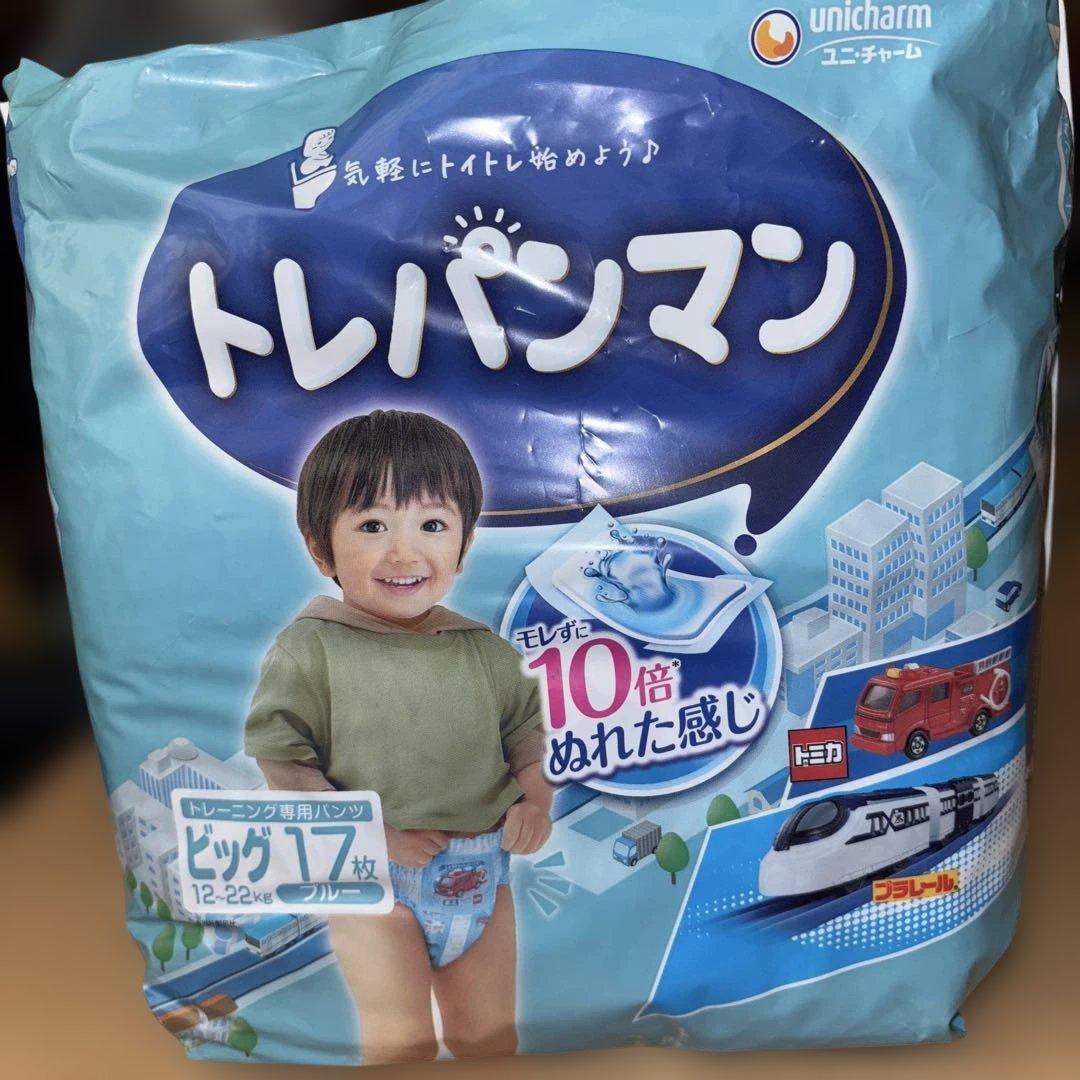 unicharm
ユニ・チャーム
気軽にトイトレ始めよう♪
トレパンマン
モレずに
10倍*
ぬれた感じ
トミカ
プラレール
トレーニング専用パンツ
ビッグ 17枚
12~22kg ブルー